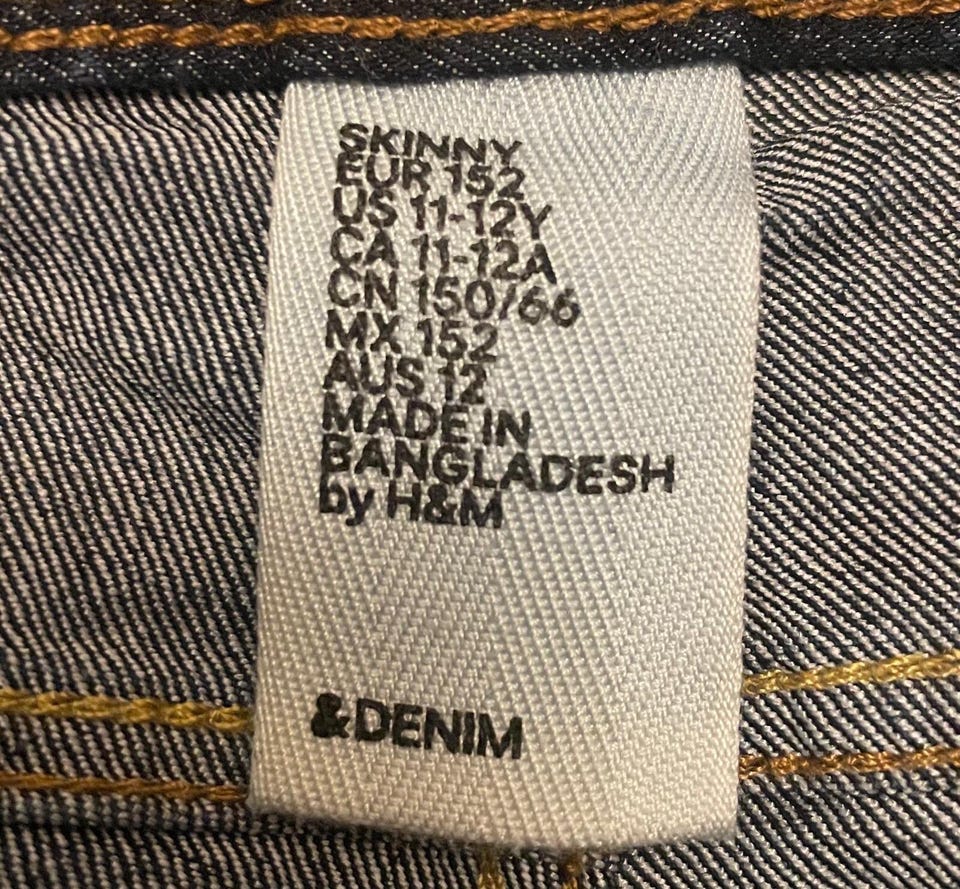 SKINNY
EUR 152
US 11-12Y
CA 11-12A
CN 150/66
MX 152
AUS 12
MADE IN
BANGLADESH
by H&M
&DENIM